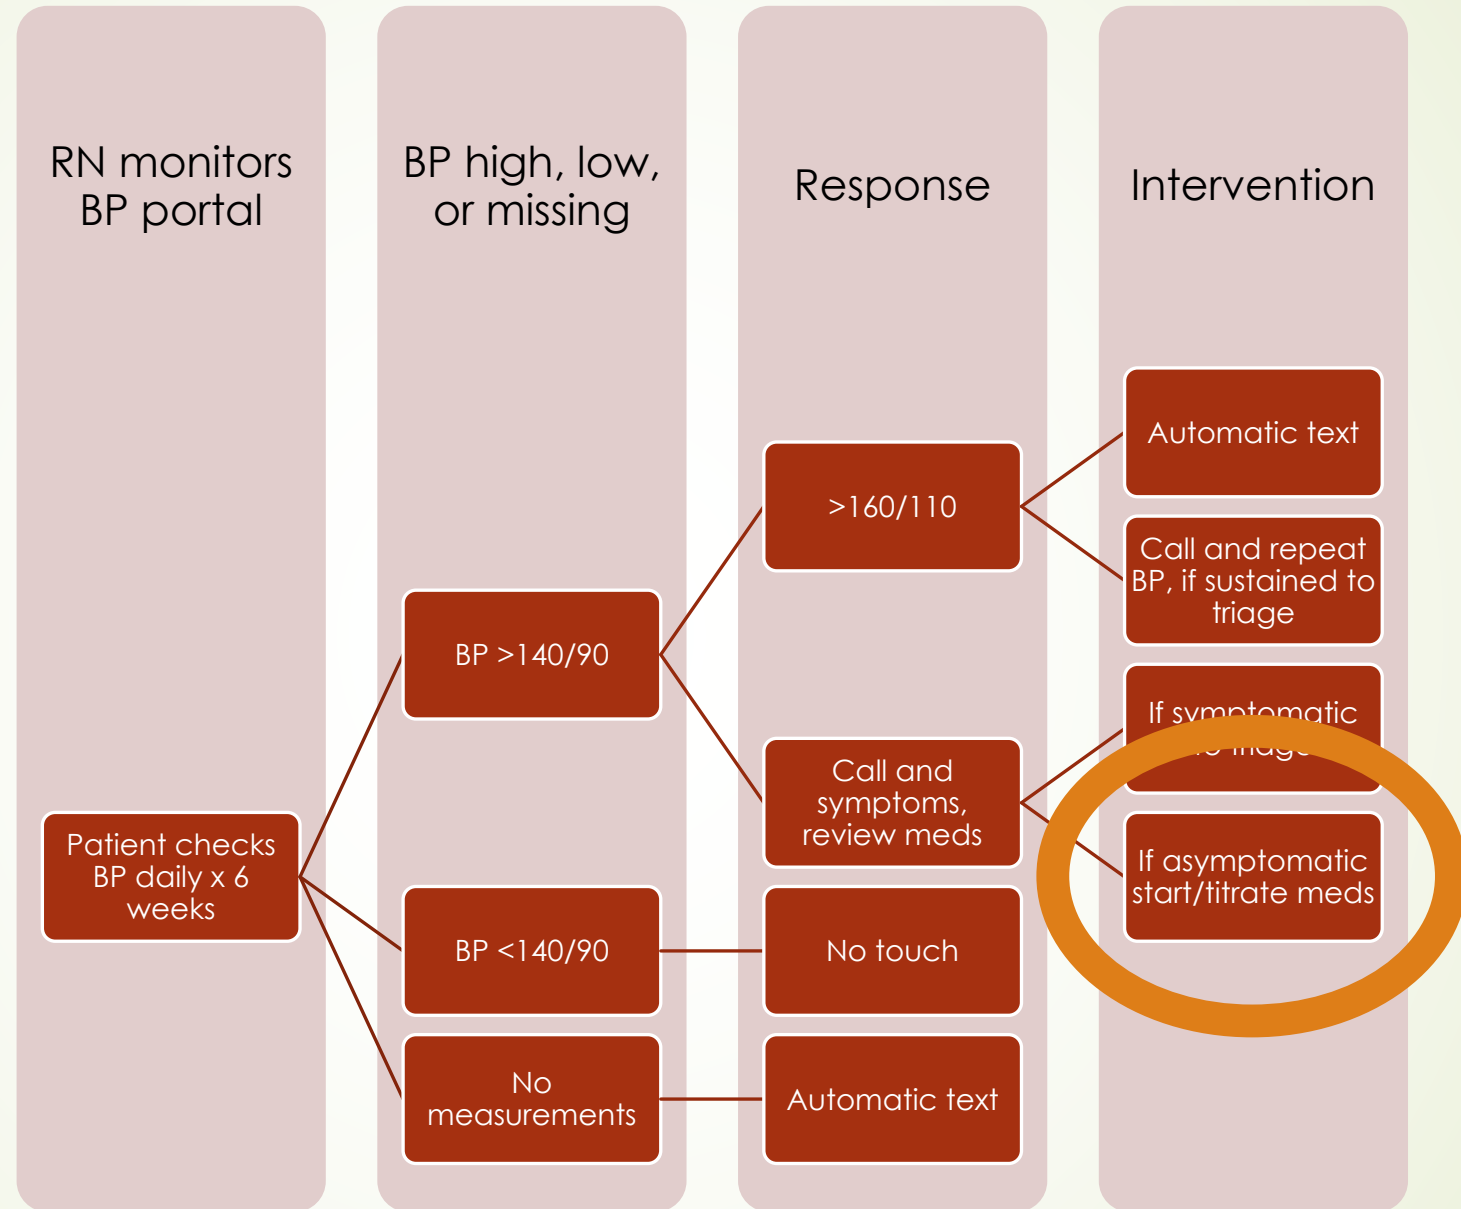 RN monitors
BP portal
BP high, low,
or missing
Response
Intervention
Patient checks
BP daily x 6
weeks
BP >140/90
BP <140/90
No
measurements
>160/110
Call and
symptoms,
review meds
No touch
Automatic text
Automatic text
Call and repeat
BP, if sustained to
triage
If symptomatic
triage
If asymptomatic
start/titrate meds